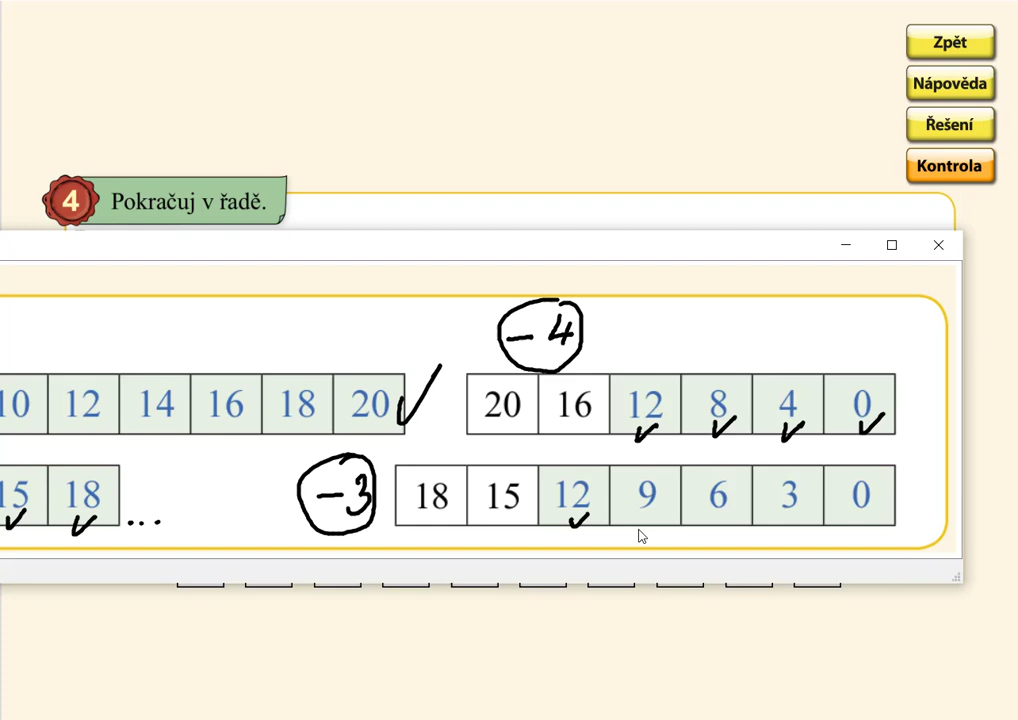 Zpět
Nápověda
Řešení
Kontrola
4 Pokračuj v řadě.
- 4
10 12 14 16 18 20
20 16 12 8 4 0
15 18 ...
- 3
18 15 12 9 6 3 0